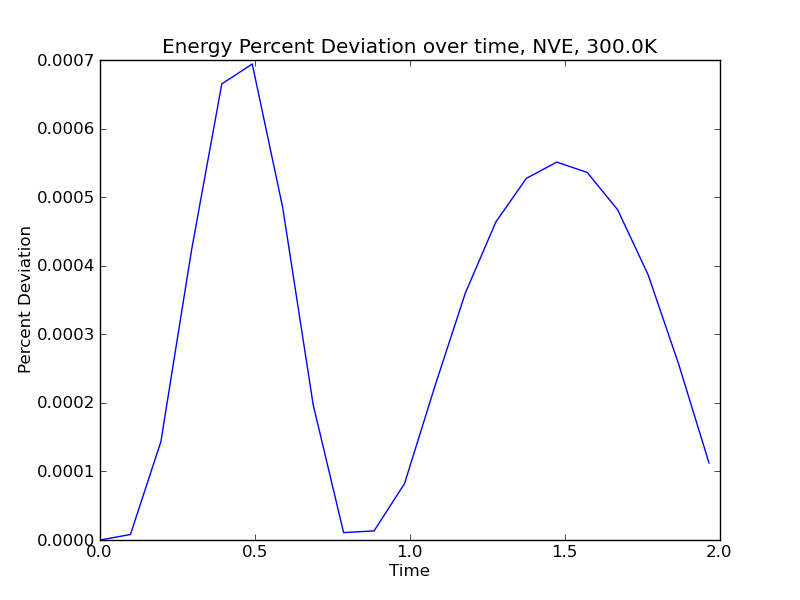 Energy Percent Deviation over time, NVE, 300.0K
0.0007
0.0006
0.0005
0.0004
0.0003
0.0002
0.0001
0.0000
Percent Deviation
0.0 0.5 1.0 1.5 2.0
Time